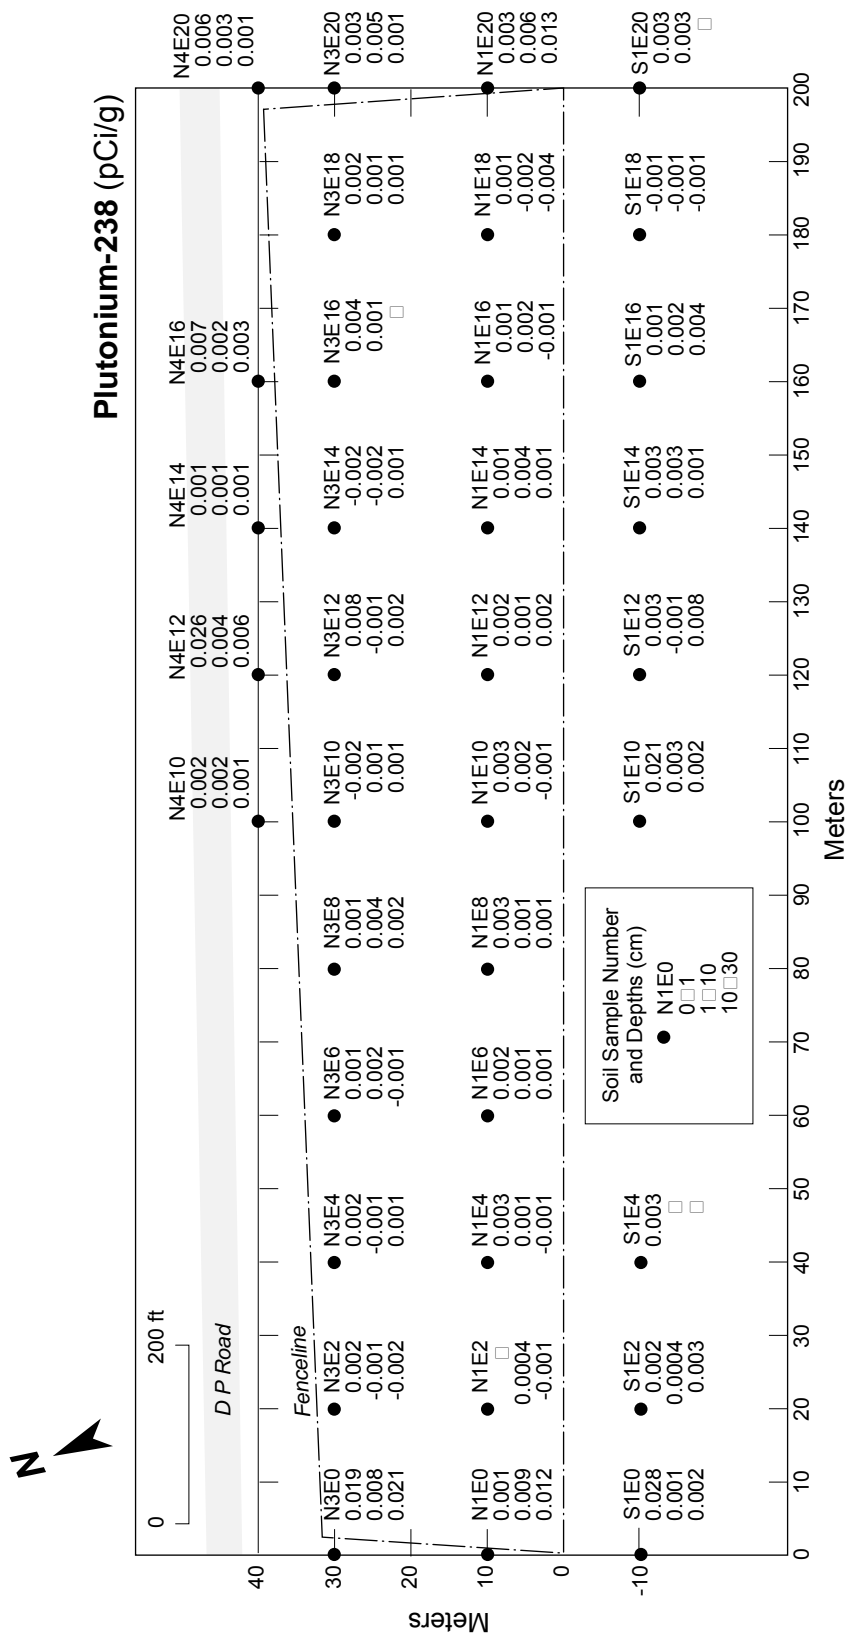 Plutonium-238 (pCi/g)
N
0 200 ft
D P Road
Fenceline
N4E10
0.002
0.002
0.001
N4E12
0.026
0.004
0.006
N4E14
0.001
0.001
0.001
N4E16
0.007
0.002
0.003
N4E20
0.006
0.003
0.001
N3E0
0.019
0.008
0.021
N3E2
0.002
-0.001
-0.002
N3E4
0.002
-0.001
0.001
N3E6
0.001
0.002
-0.001
N3E8
0.001
0.004
0.002
N3E10
-0.002
0.001
0.001
N3E12
0.008
-0.001
0.002
N3E14
-0.002
-0.002
0.001
N3E16
0.004
0.001
□
N3E18
0.002
0.001
0.001
N3E20
0.003
0.005
0.001
N1E0
0.001
0.009
0.012
N1E2
□
0.0004
-0.001
N1E4
0.003
0.001
-0.001
N1E6
0.002
0.001
0.001
N1E8
0.003
0.001
0.001
N1E10
0.003
0.002
-0.001
N1E12
0.002
0.001
0.002
N1E14
0.001
0.004
0.001
N1E16
0.001
0.002
-0.001
N1E18
0.001
-0.002
-0.004
N1E20
0.003
0.006
0.013
S1E0
0.028
0.001
0.002
S1E2
0.002
0.0004
0.003
S1E4
0.003
□
□
S1E10
0.021
0.003
0.002
S1E12
0.003
-0.001
-0.008
S1E14
0.003
0.003
0.001
S1E16
0.001
0.002
0.004
S1E18
-0.001
-0.001
-0.001
S1E20
0.003
0.003
□
Soil Sample Number
and Depths (cm)
N1E0
0□1
1□10
10□30
40
30
20
10
0
-10
Meters
0 10 20 30 40 50 60 70 80 90 100 110 120 130 140 150 160 170 180 190 200
Meters